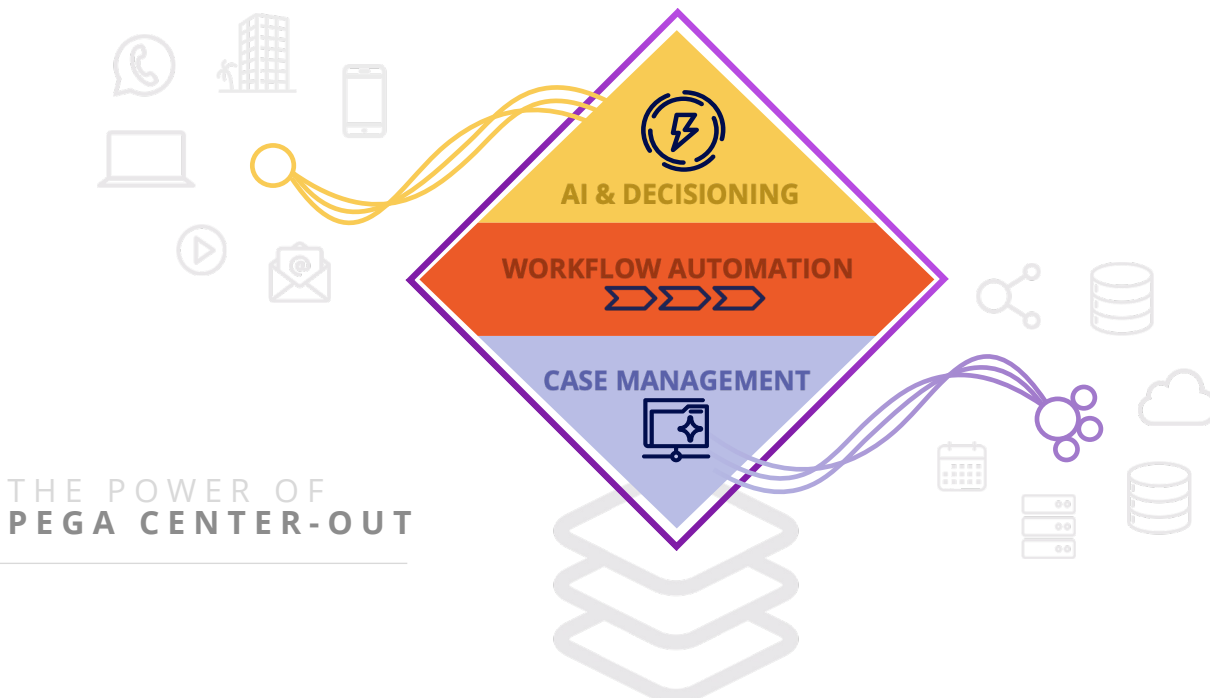 AI & DECISIONING
WORKFLOW AUTOMATION
CASE MANAGEMENT
THE POWER OF
PEGA CENTER-OUT